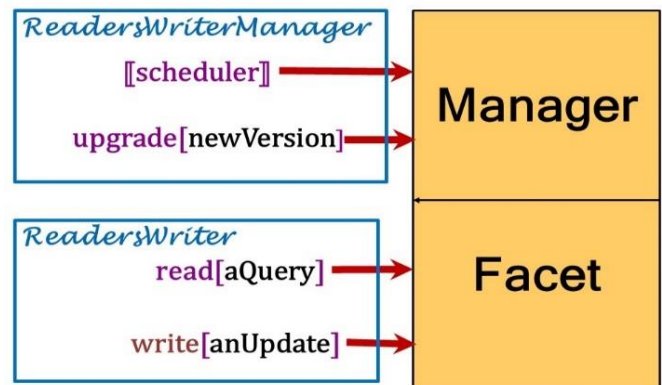 ReadersWriterManager
⟦scheduler⟧
upgrade[newVersion]
Manager
ReadersWriter
read[aQuery]
write[anUpdate]
Facet